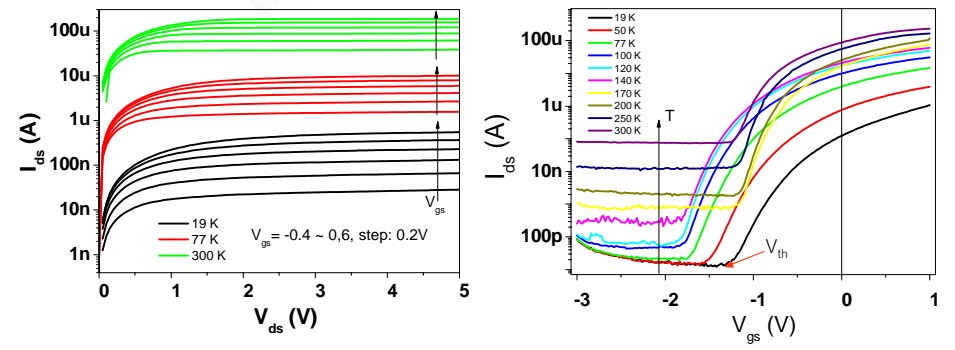 100u
10u
1u
100n
10n
1n
I_ds (A)
0
1
2
3
4
5
V_ds (V)
19 K
77 K
300 K
V_gs= -0.4 ~ 0,6, step: 0.2V
V_gs
100u
1u
10n
100p
I_ds (A)
-3
-2
-1
0
1
V_gs (V)
19 K
50 K
77 K
100 K
120 K
140 K
170 K
200 K
250 K
300 K
T
V_th